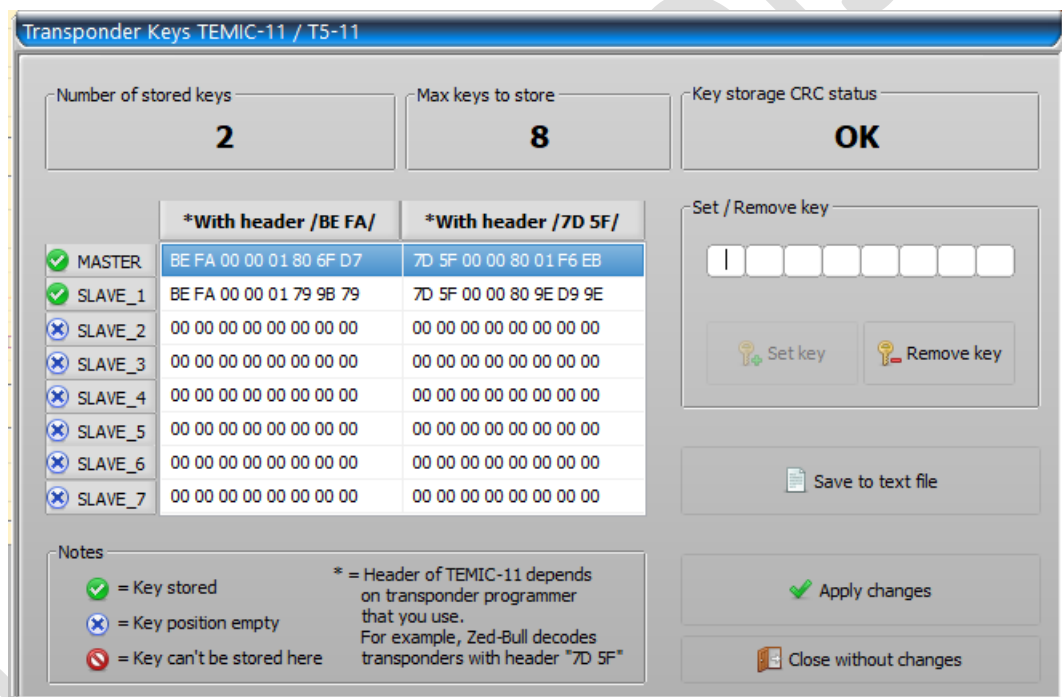 Transponder Keys TEMIC-11 / T5-11
Number of stored keys
2
Max keys to store
8
Key storage CRC status
OK
*With header /BE FA/ *With header /7D 5F/
MASTER BE FA 00 00 01 80 6F D7 7D 5F 00 00 80 01 F6 EB
SLAVE_1 BE FA 00 00 01 79 9B 79 7D 5F 00 00 80 9E D9 9E
SLAVE_2 00 00 00 00 00 00 00 00 00 00 00 00 00 00 00 00
SLAVE_3 00 00 00 00 00 00 00 00 00 00 00 00 00 00 00 00
SLAVE_4 00 00 00 00 00 00 00 00 00 00 00 00 00 00 00 00
SLAVE_5 00 00 00 00 00 00 00 00 00 00 00 00 00 00 00 00
SLAVE_6 00 00 00 00 00 00 00 00 00 00 00 00 00 00 00 00
SLAVE_7 00 00 00 00 00 00 00 00 00 00 00 00 00 00 00 00
Set / Remove key
Set key
Remove key
Save to text file
Notes
= Key stored
= Key position empty
= Key can't be stored here
* = Header of TEMIC-11 depends
on transponder programmer
that you use.
For example, Zed-Bull decodes
transponders with header "7D 5F"
Apply changes
Close without changes